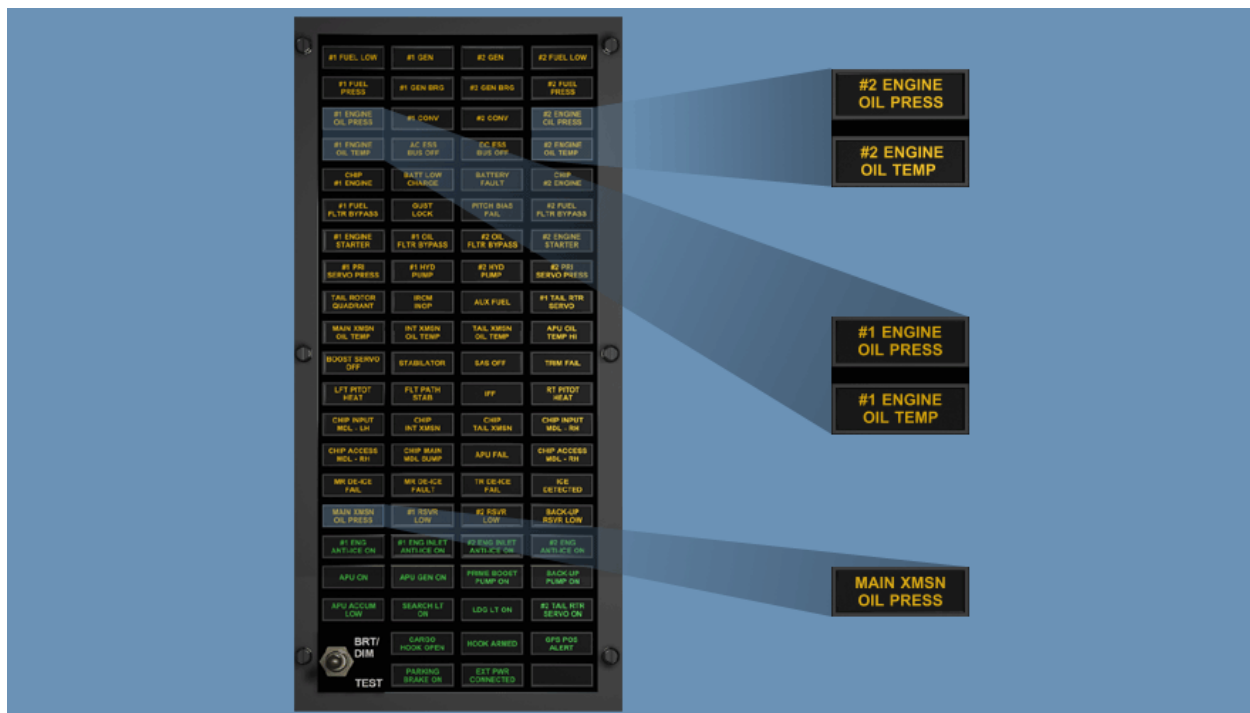 #1 FUEL LOW
#1 GEN
#2 GEN
#2 FUEL LOW
#1 FUEL
PRESS
#1 GEN BRG
#2 GEN BRG
#2 FUEL
PRESS
#1 ENGINE
OIL PRESS
#1 CONV
#2 CONV
#2 ENGINE
OIL PRESS
#1 ENGINE
OIL TEMP
AC ESS
BUS OFF
DC ESS
BUS OFF
#2 ENGINE
OIL TEMP
CHIP
#1 ENGINE
BATT LOW
CHARGE
BATTERY
FAULT
CHIP
#2 ENGINE
#1 FUEL
FLTR BYPASS
GUST
LOCK
PITCH BIAS
FAIL
#2 FUEL
FLTR BYPASS
#1 ENGINE
STARTER
#1 OIL
FLTR BYPASS
#2 OIL
FLTR BYPASS
#2 ENGINE
STARTER
#1 PRI
SERVO PRESS
#1 HYD
PUMP
#2 HYD
PUMP
#2 PRI
SERVO PRESS
TAIL ROTOR
QUADRANT
IRCM
INOP
AUX FUEL
#1 TAIL RTR
SERVO
MAIN XMSN
OIL TEMP
INT XMSN
OIL TEMP
TAIL XMSN
OIL TEMP
APU OIL
TEMP HI
BOOST SERVO
OFF
STABILATOR
SAS OFF
TRIM FAIL
LFT PITOT
HEAT
FLT PATH
STAB
IFF
RT PITOT
HEAT
CHIP INPUT
MDL - LH
CHIP
INT XMSN
CHIP
TAIL XMSN
CHIP INPUT
MDL - RH
CHIP ACCESS
MDL - RH
CHIP MAIN
MDL SUMP
APU FAIL
CHIP ACCESS
MDL - RH
MR DE-ICE
FAIL
MR DE-ICE
FAULT
TR DE-ICE
FAIL
ICE
DETECTED
MAIN XMSN
OIL PRESS
#1 RSVR
LOW
#2 RSVR
LOW
BACK-UP
RSVR LOW
#1 ENG
ANTI-ICE ON
#1 ENG INLET
ANTI-ICE ON
#2 ENG INLET
ANTI-ICE ON
#2 ENG
ANTI-ICE ON
APU ON
APU GEN ON
PRIME BOOST
PUMP ON
BACK-UP
PUMP ON
APU ACCUM
LOW
SEARCH LT
ON
LDG LT ON
#2 TAIL RTR
SERVO ON
BRT/
DIM
CARGO
HOOK OPEN
HOOK ARMED
GPS POS
ALERT
TEST
PARKING
BRAKE ON
EXT PWR
CONNECTED
#2 ENGINE
OIL PRESS
#2 ENGINE
OIL TEMP
#1 ENGINE
OIL PRESS
#1 ENGINE
OIL TEMP
MAIN XMSN
OIL PRESS